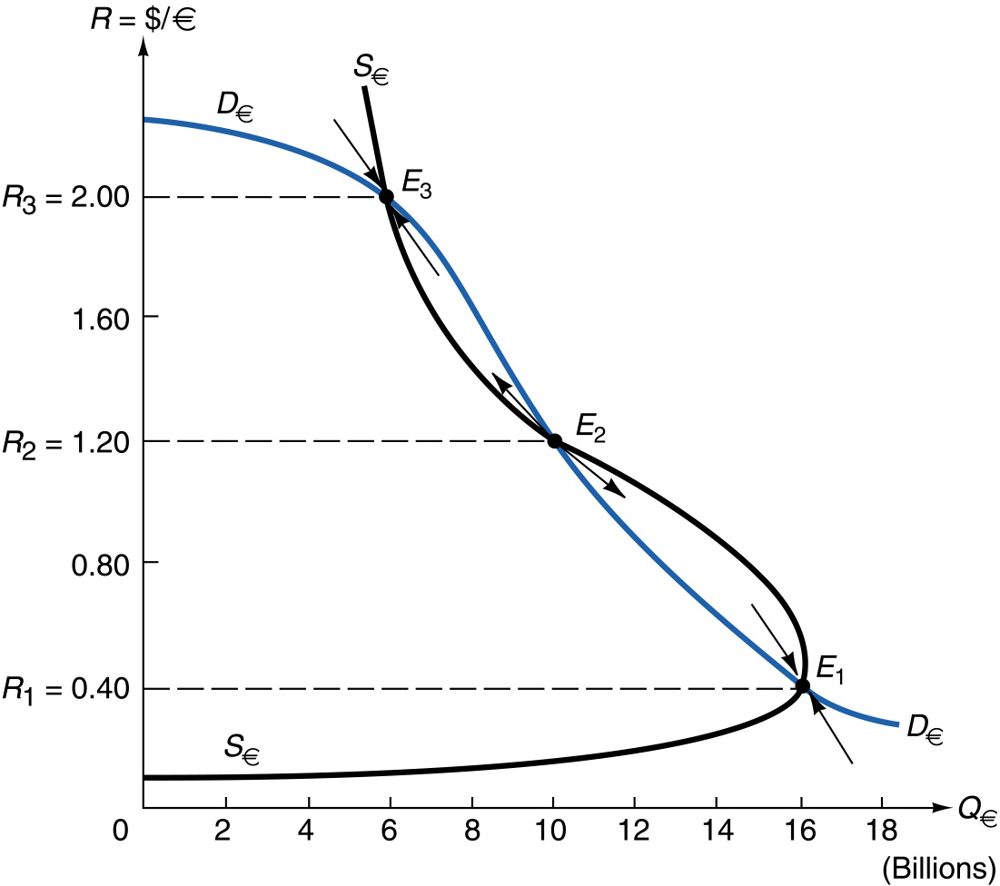 R = $/€
S€
D€
E3
R3 = 2.00
1.60
E2
R2 = 1.20
0.80
E1
R1 = 0.40
D€
S€
0 2 4 6 8 10 12 14 16 18 Q€
(Billions)